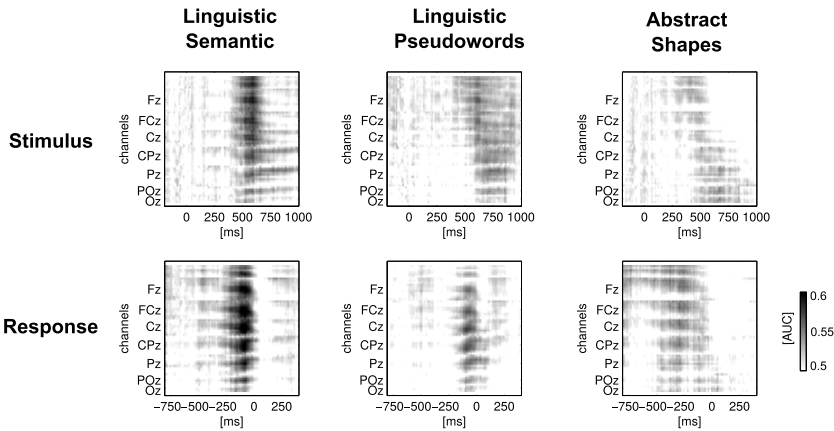 Linguistic
Semantic
Linguistic
Pseudowords
Abstract
Shapes
Stimulus
channels
Fz
FCz
Cz
CPz
Pz
POz
Oz
0 250 500 750 1000
[ms]
channels
Fz
FCz
Cz
CPz
Pz
POz
Oz
0 250 500 750 1000
[ms]
channels
Fz
FCz
Cz
CPz
Pz
POz
Oz
0 250 500 750 1000
[ms]
Response
channels
Fz
FCz
Cz
CPz
Pz
POz
Oz
−750−500−250 0 250
[ms]
channels
Fz
FCz
Cz
CPz
Pz
POz
Oz
−750−500−250 0 250
[ms]
channels
Fz
FCz
Cz
CPz
Pz
POz
Oz
−750−500−250 0 250
[ms]
[AUC]
0.6
0.55
0.5